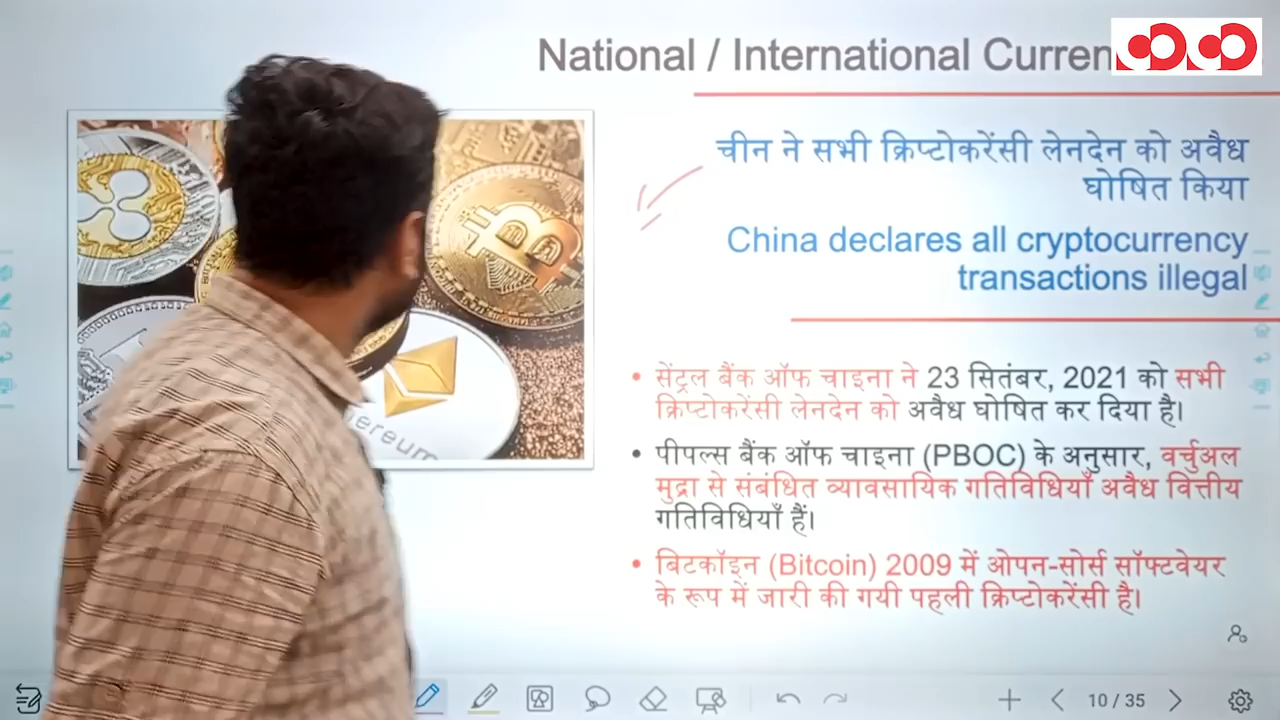 National / International
चीन ने सभी क्रिप्टोकरेंसी लेनदेन को अवैध
घोषित किया
China declares all cryptocurrency
transactions illegal
• सेंट्रल बैंक ऑफ चाइना ने 23 सितंबर, 2021 को सभी
क्रिप्टोकरेंसी लेनदेन को अवैध घोषित कर दिया है।
• पीपल्स बैंक ऑफ चाइना (PBOC) के अनुसार, वर्चुअल
मुद्रा से संबंधित व्यावसायिक गतिविधियाँ अवैध वित्तीय
गतिविधियाँ हैं।
• बिटकॉइन (Bitcoin) 2009 में ओपन-सोर्स सॉफ्टवेयर
के रूप में जारी की गयी पहली क्रिप्टोकरेंसी है।
10 / 35